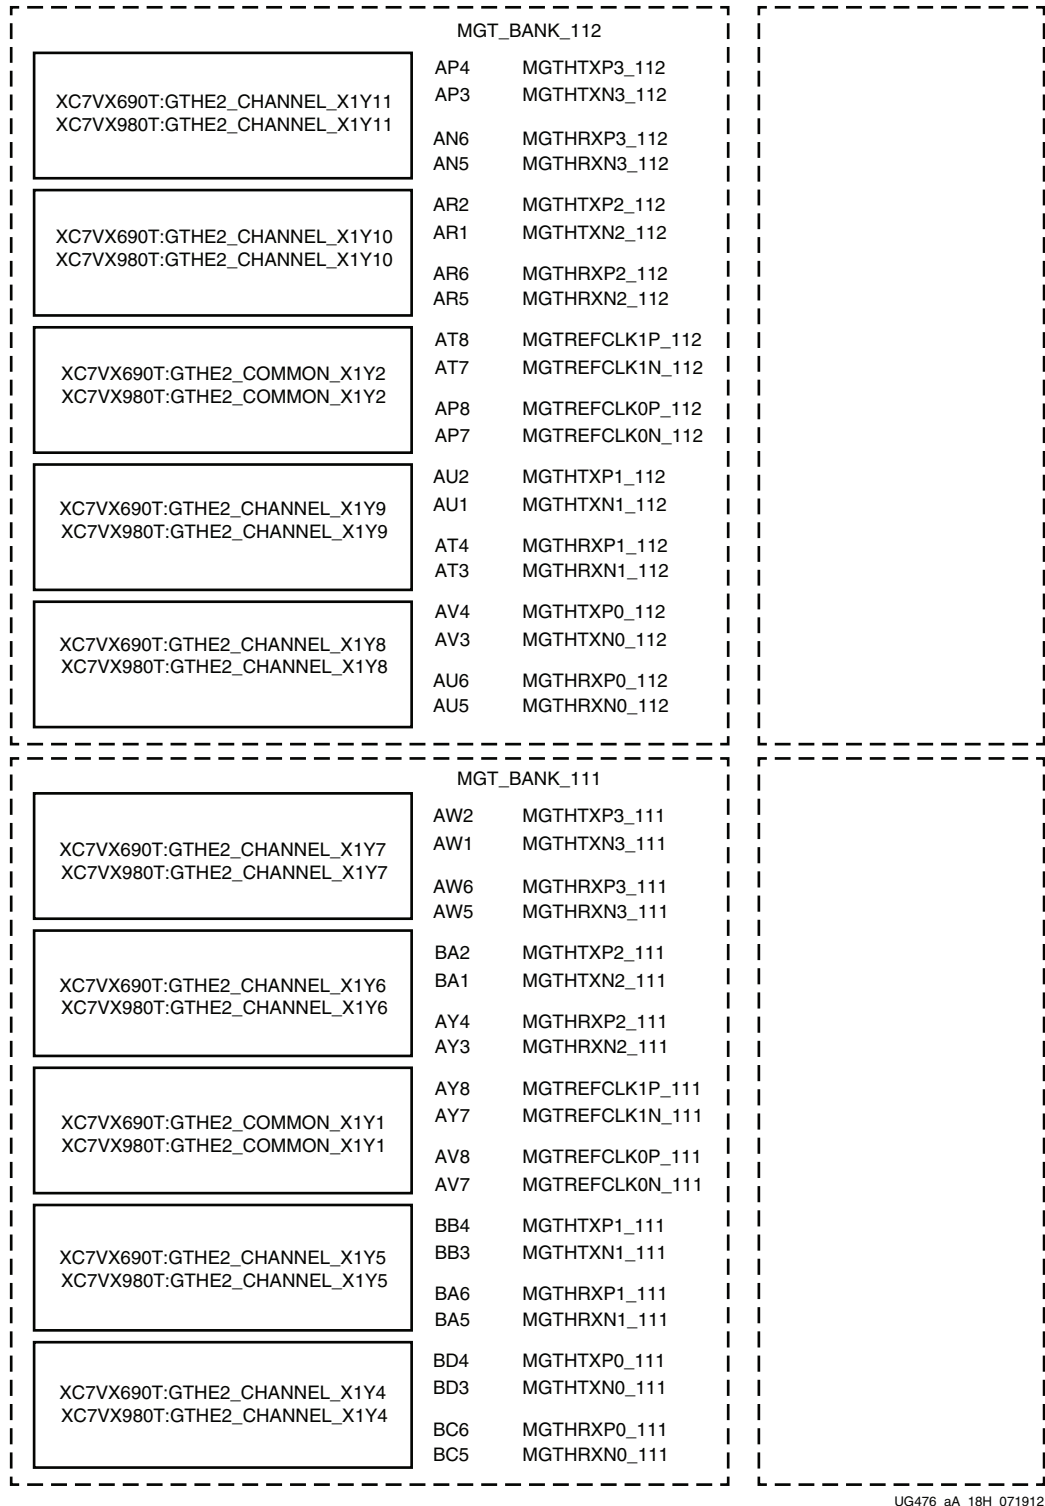 MGT_BANK_112
AP4 MGTHTXP3_112
AP3 MGTHTXN3_112
XC7VX690T:GTHE2_CHANNEL_X1Y11
XC7VX980T:GTHE2_CHANNEL_X1Y11
AN6 MGTHRXP3_112
AN5 MGTHRXN3_112
AR2 MGTHTXP2_112
AR1 MGTHTXN2_112
XC7VX690T:GTHE2_CHANNEL_X1Y10
XC7VX980T:GTHE2_CHANNEL_X1Y10
AR6 MGTHRXP2_112
AR5 MGTHRXN2_112
AT8 MGTREFCLK1P_112
AT7 MGTREFCLK1N_112
XC7VX690T:GTHE2_COMMON_X1Y2
XC7VX980T:GTHE2_COMMON_X1Y2
AP8 MGTREFCLK0P_112
AP7 MGTREFCLK0N_112
AU2 MGTHTXP1_112
AU1 MGTHTXN1_112
XC7VX690T:GTHE2_CHANNEL_X1Y9
XC7VX980T:GTHE2_CHANNEL_X1Y9
AT4 MGTHRXP1_112
AT3 MGTHRXN1_112
AV4 MGTHTXP0_112
AV3 MGTHTXN0_112
XC7VX690T:GTHE2_CHANNEL_X1Y8
XC7VX980T:GTHE2_CHANNEL_X1Y8
AU6 MGTHRXP0_112
AU5 MGTHRXN0_112
MGT_BANK_111
AW2 MGTHTXP3_111
AW1 MGTHTXN3_111
XC7VX690T:GTHE2_CHANNEL_X1Y7
XC7VX980T:GTHE2_CHANNEL_X1Y7
AW6 MGTHRXP3_111
AW5 MGTHRXN3_111
BA2 MGTHTXP2_111
BA1 MGTHTXN2_111
XC7VX690T:GTHE2_CHANNEL_X1Y6
XC7VX980T:GTHE2_CHANNEL_X1Y6
AY4 MGTHRXP2_111
AY3 MGTHRXN2_111
AY8 MGTREFCLK1P_111
AY7 MGTREFCLK1N_111
XC7VX690T:GTHE2_COMMON_X1Y1
XC7VX980T:GTHE2_COMMON_X1Y1
AV8 MGTREFCLK0P_111
AV7 MGTREFCLK0N_111
BB4 MGTHTXP1_111
BB3 MGTHTXN1_111
XC7VX690T:GTHE2_CHANNEL_X1Y5
XC7VX980T:GTHE2_CHANNEL_X1Y5
BA6 MGTHRXP1_111
BA5 MGTHRXN1_111
BD4 MGTHTXP0_111
BD3 MGTHTXN0_111
XC7VX690T:GTHE2_CHANNEL_X1Y4
XC7VX980T:GTHE2_CHANNEL_X1Y4
BC6 MGTHRXP0_111
BC5 MGTHRXN0_111
UG476_aA_18H_071912